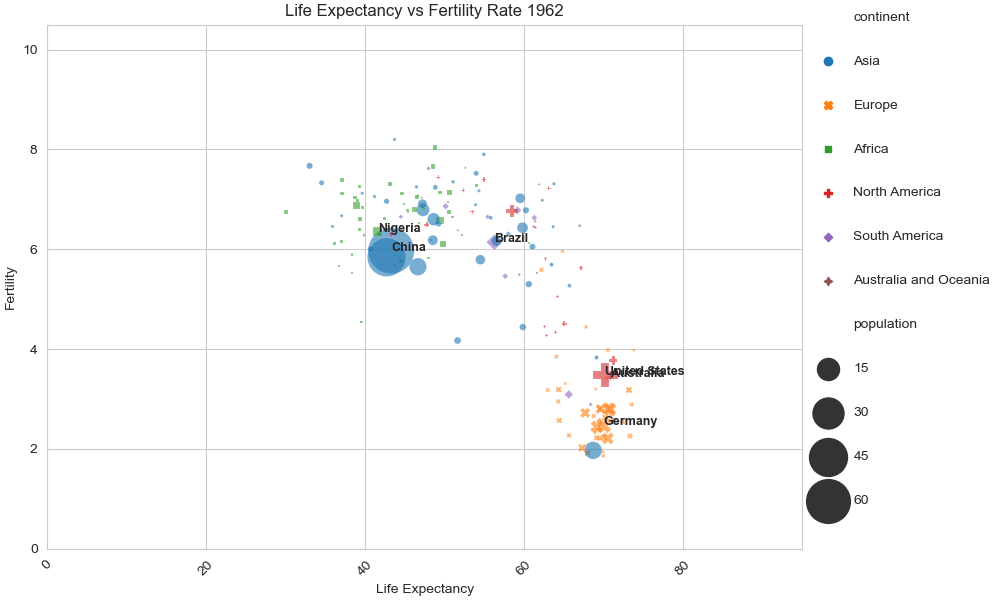 Life Expectancy vs Fertility Rate 1962
continent
Asia
Europe
Africa
North America
South America
Australia and Oceania
population
15
30
45
60
Fertility
10
8
6
4
2
0
Nigeria
China
Brazil
United States
Australia
Germany
0
20
40
60
80
Life Expectancy